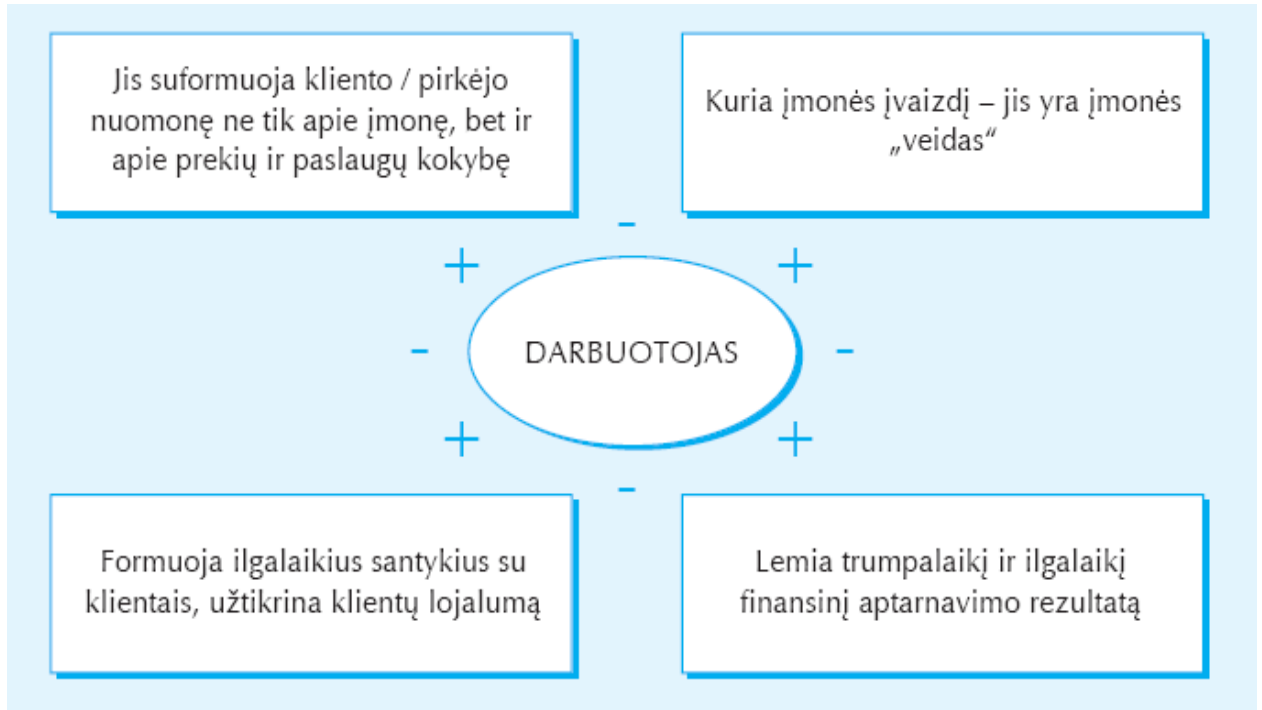 Jis suformuoja kliento / pirkėjo
nuomonę ne tik apie įmonę, bet ir
apie prekių ir paslaugų kokybę
Kuria įmonės įvaizdį – jis yra įmonės
„veidas“
-
+ +
- DARBUOTOJAS -
+ +
-
Formuoja ilgalaikius santykius su
klientais, užtikrina klientų lojalumą
Lemia trumpalaikį ir ilgalaikį
finansinį aptarnavimo rezultatą